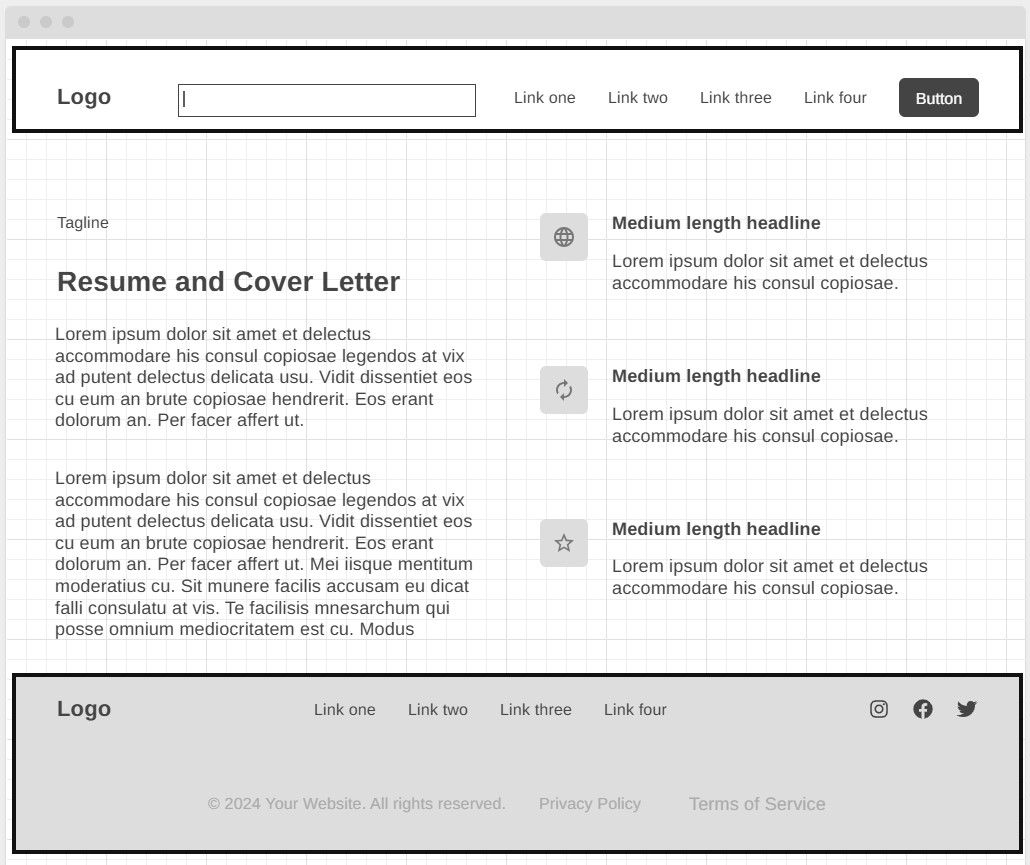 Logo
Link one
Link two
Link three
Link four
Button
Tagline
Resume and Cover Letter
Lorem ipsum dolor sit amet et delectus
accommodare his consul copiosae legendos at vix
ad putent delectus delicata usu. Vidit dissentiet eos
cu eum an brute copiosae hendrerit. Eos erant
dolorum an. Per facer affert ut.
Lorem ipsum dolor sit amet et delectus
accommodare his consul copiosae legendos at vix
ad putent delectus delicata usu. Vidit dissentiet eos
cu eum an brute copiosae hendrerit. Eos erant
dolorum an. Per facer affert ut. Mei iisque mentitum
moderatius cu. Sit munere facilis accusam eu dicat
falli consulatu at vis. Te facilisis mnesarchum qui
posse omnium mediocritatem est cu. Modus
Medium length headline
Lorem ipsum dolor sit amet et delectus
accommodare his consul copiosae.
Medium length headline
Lorem ipsum dolor sit amet et delectus
accommodare his consul copiosae.
Medium length headline
Lorem ipsum dolor sit amet et delectus
accommodare his consul copiosae.
Logo
Link one
Link two
Link three
Link four
© 2024 Your Website. All rights reserved.
Privacy Policy
Terms of Service